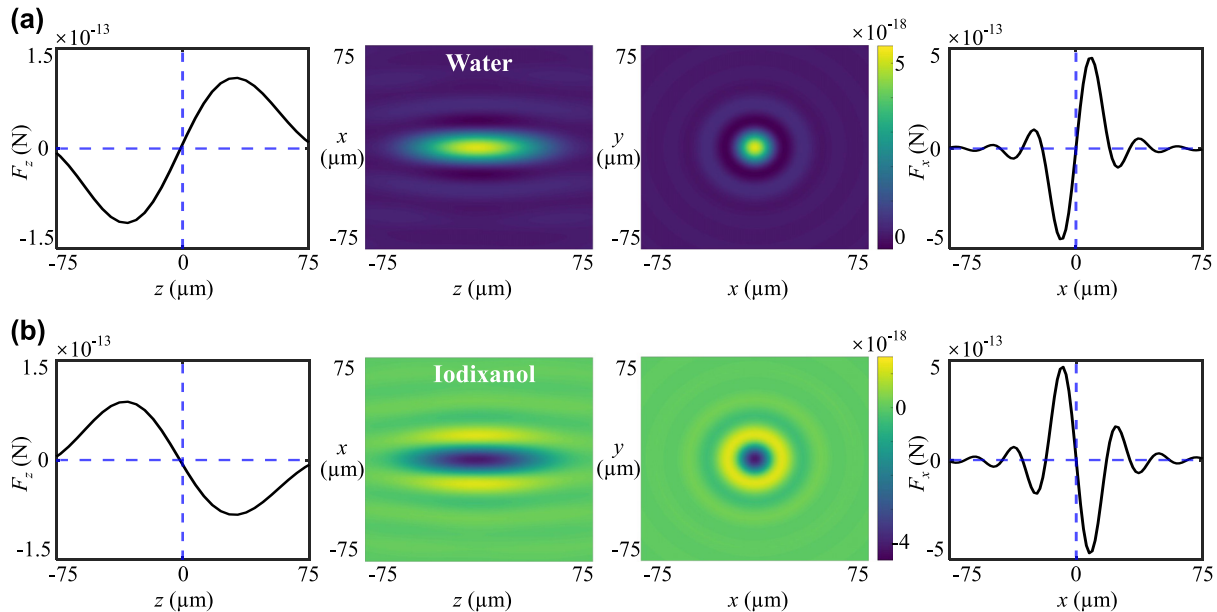 (a)
×10⁻¹³
1.5
0
-1.5
F_z (N)
-75 0 75
z (µm)
Water
75
x
(µm)
-75
-75 75
z (µm)
75
y
(µm)
-75
-75 75
x (µm)
×10⁻¹⁸
5
0
×10⁻¹³
5
0
-5
F_x (N)
-75 0 75
x (µm)
(b)
×10⁻¹³
1.5
0
-1.5
F_z (N)
-75 0 75
z (µm)
Iodixanol
75
x
(µm)
-75
-75 75
z (µm)
75
y
(µm)
-75
-75 75
x (µm)
×10⁻¹⁸
0
-4
×10⁻¹³
5
0
-5
F_x (N)
-75 0 75
x (µm)